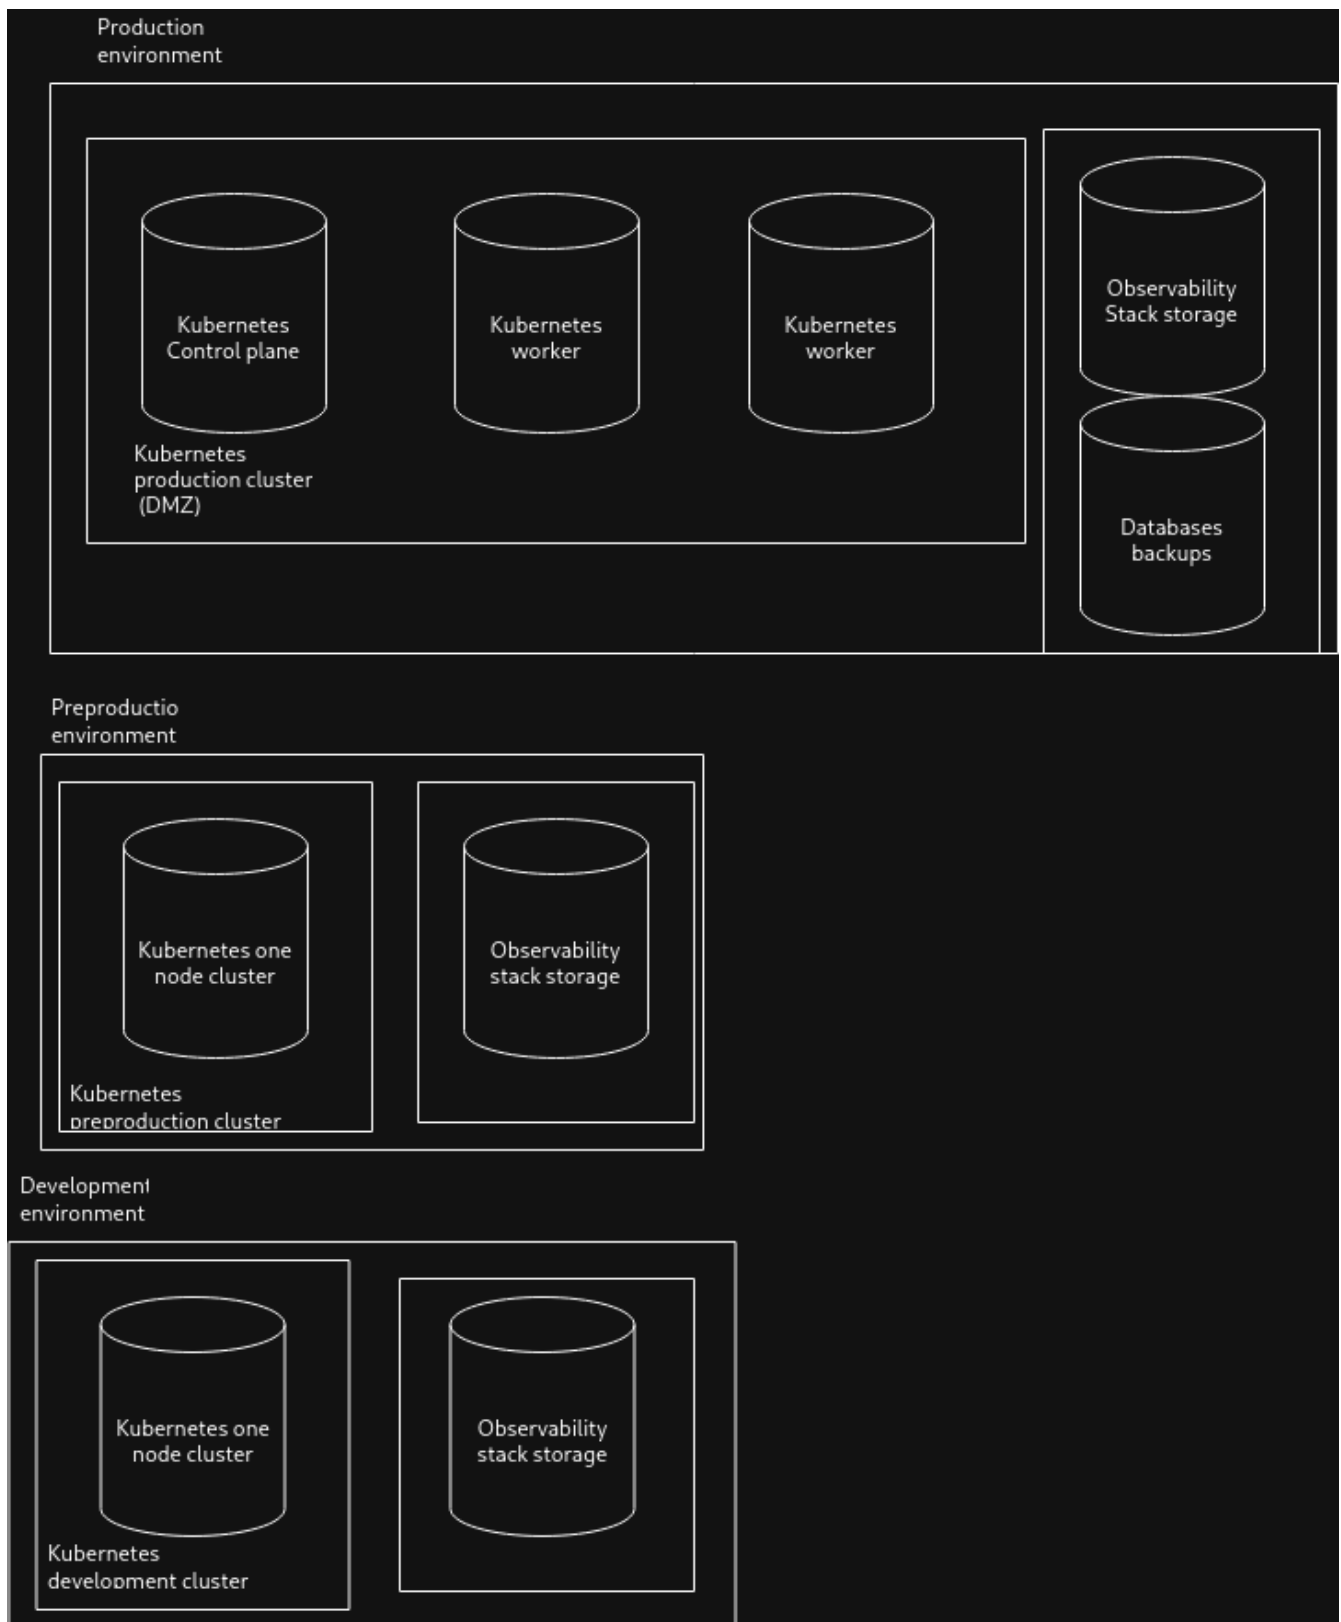 Production
environment
Kubernetes
Control plane
Kubernetes
worker
Kubernetes
worker
Kubernetes
production cluster
(DMZ)
Observability
Stack storage
Databases
backups
Preproductio
environment
Kubernetes one
node cluster
Kubernetes
preproduction cluster
Observability
stack storage
Development
environment
Kubernetes one
node cluster
Kubernetes
development cluster
Observability
stack storage